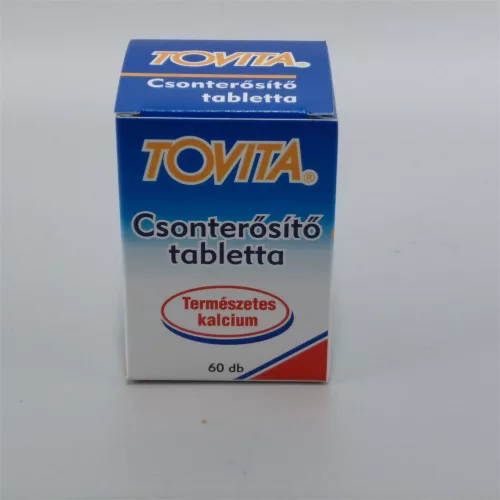 TOVITA®
Csonterősítő
tabletta
TOVITA®
Csonterősítő
tabletta
Természetes
kalcium
60 db